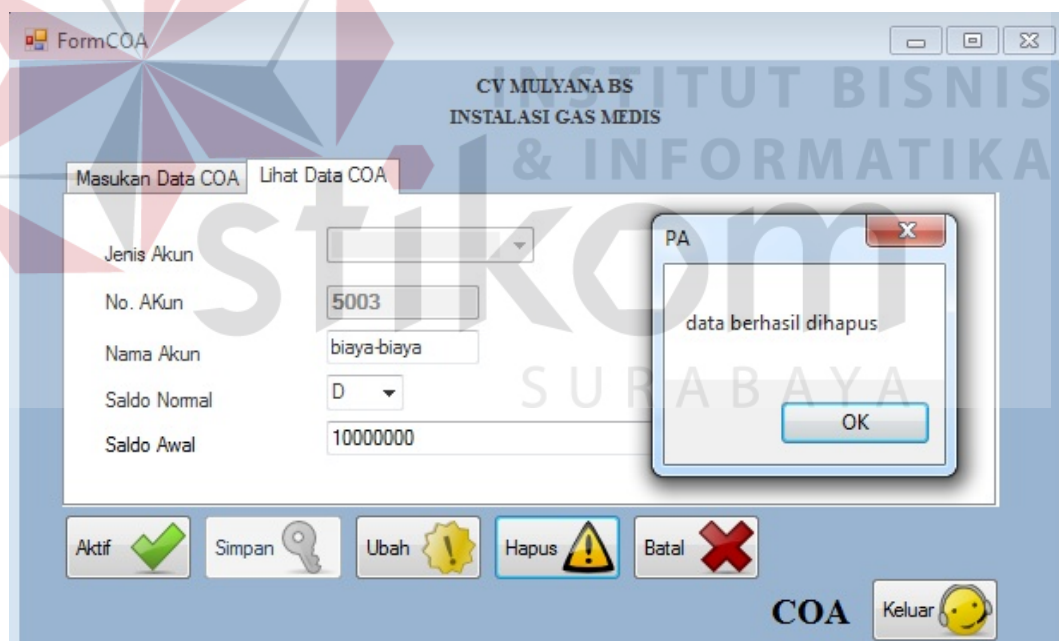 FormCOA
CV MULYANA BS
INSTALASI GAS MEDIS
INSTITUT BISNIS
& INFORMATIKA
stikom
SURABAYA
Masukan Data COA
Lihat Data COA
Jenis Akun
No. AKun
5003
Nama Akun
biaya-biaya
Saldo Normal
D
Saldo Awal
10000000
PA
data berhasil dihapus
OK
Aktif
Simpan
Ubah
Hapus
Batal
COA
Keluar